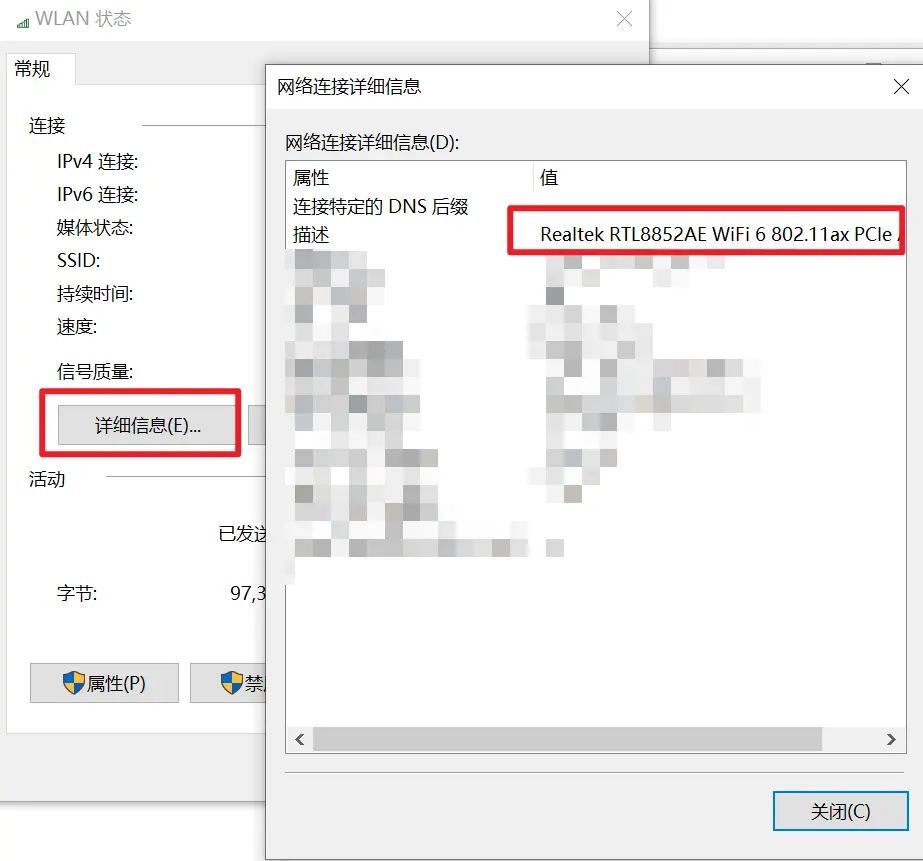 WLAN 状态
常规
连接
IPv4 连接:
IPv6 连接:
媒体状态:
SSID:
持续时间:
速度:
信号质量:
详细信息(E)...
活动
已发送
字节:
97,3
属性(P)
禁
网络连接详细信息
网络连接详细信息(D):
属性
值
连接特定的 DNS 后缀
描述
Realtek RTL8852AE WiFi 6 802.11ax PCIe
关闭(C)